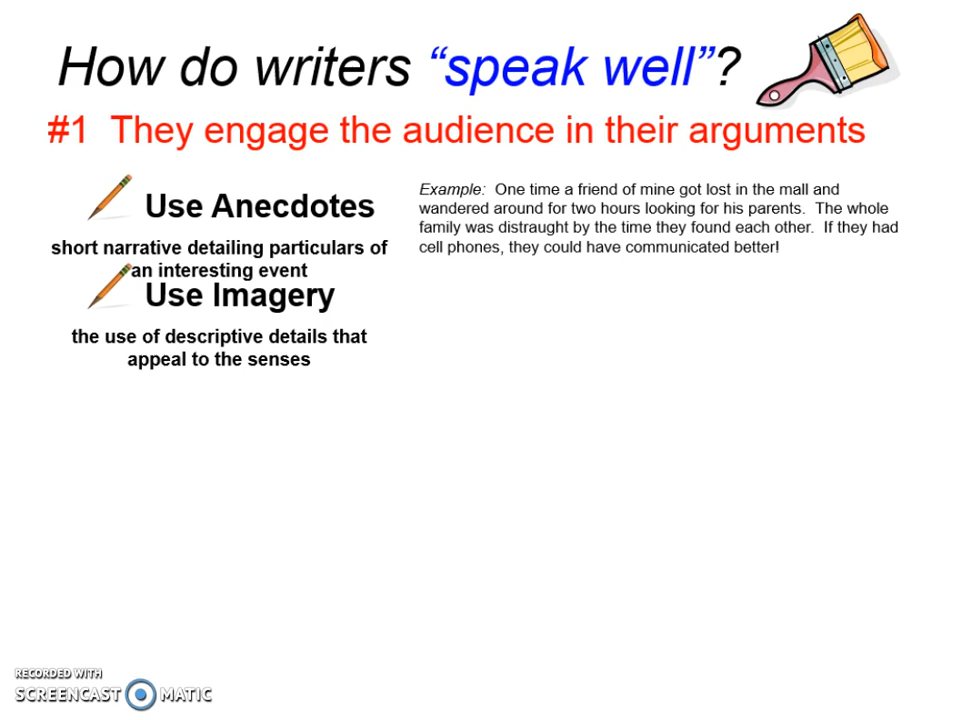 How do writers “speak well”?
#1 They engage the audience in their arguments
Use Anecdotes
short narrative detailing particulars of
an interesting event
Example: One time a friend of mine got lost in the mall and
wandered around for two hours looking for his parents. The whole
family was distraught by the time they found each other. If they had
cell phones, they could have communicated better!
Use Imagery
the use of descriptive details that
appeal to the senses
RECORDED WITH
SCREENCAST MATIC